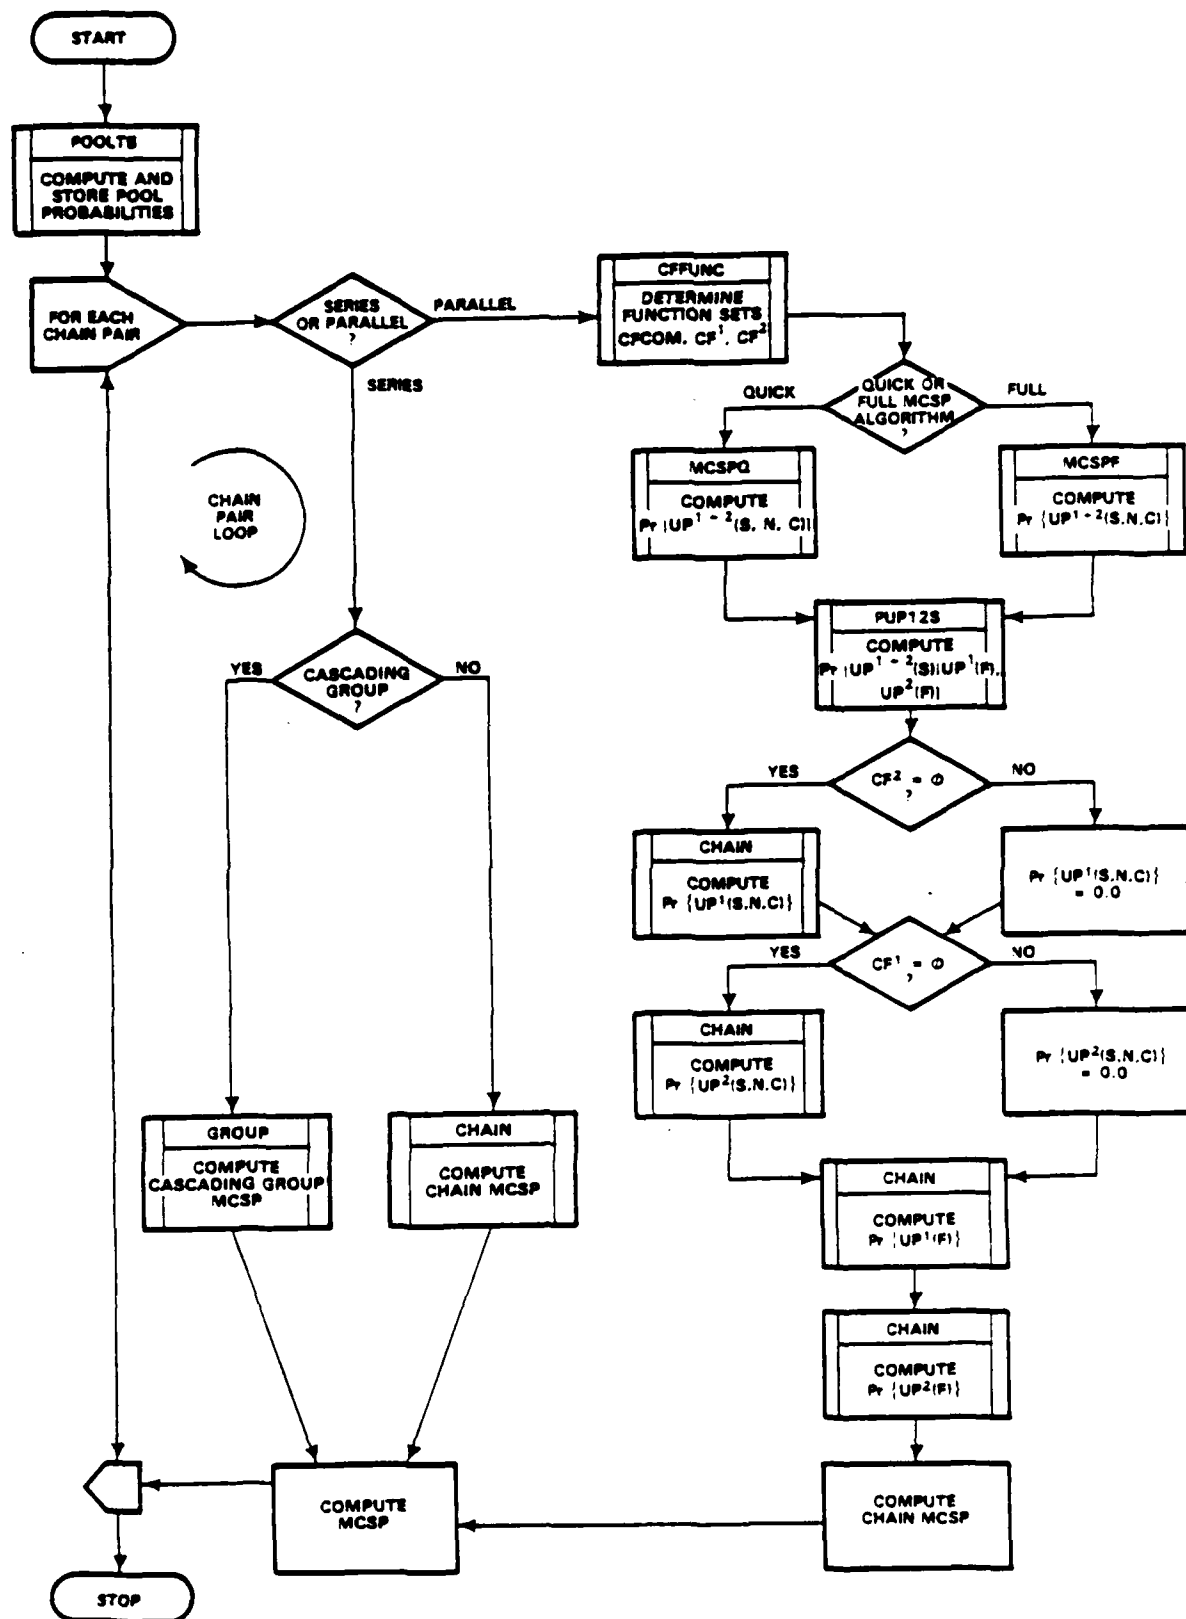 START
POOLTB
COMPUTE AND
STORE POOL
PROBABILITIES
FOR EACH
CHAIN PAIR
SERIES
OR PARALLEL
?
PARALLEL
SERIES
CFFUNC
DETERMINE
FUNCTION SETS
CFCOM, CF¹, CF²
QUICK OR
FULL MCSP
ALGORITHM
?
QUICK
FULL
MCSPQ
COMPUTE
Pr {UP¹⁻²(S, N, C)}
MCSPF
COMPUTE
Pr {UP¹⁻²(S,N,C)}
CHAIN
PAIR
LOOP
PUP12S
COMPUTE
Pr {UP¹⁻²(S)|UP¹(F),
UP²(F)}
CASCADING
GROUP
?
YES
NO
CF² = ∅
?
YES
NO
CHAIN
COMPUTE
Pr {UP¹(S,N,C)}
Pr {UP¹(S,N,C)}
= 0.0
CF¹ = ∅
?
YES
NO
CHAIN
COMPUTE
Pr {UP²(S,N,C)}
Pr {UP²(S,N,C)}
= 0.0
GROUP
COMPUTE
CASCADING GROUP
MCSP
CHAIN
COMPUTE
CHAIN MCSP
CHAIN
COMPUTE
Pr {UP¹(F)}
CHAIN
COMPUTE
Pr {UP²(F)}
COMPUTE
MCSP
COMPUTE
CHAIN MCSP
STOP